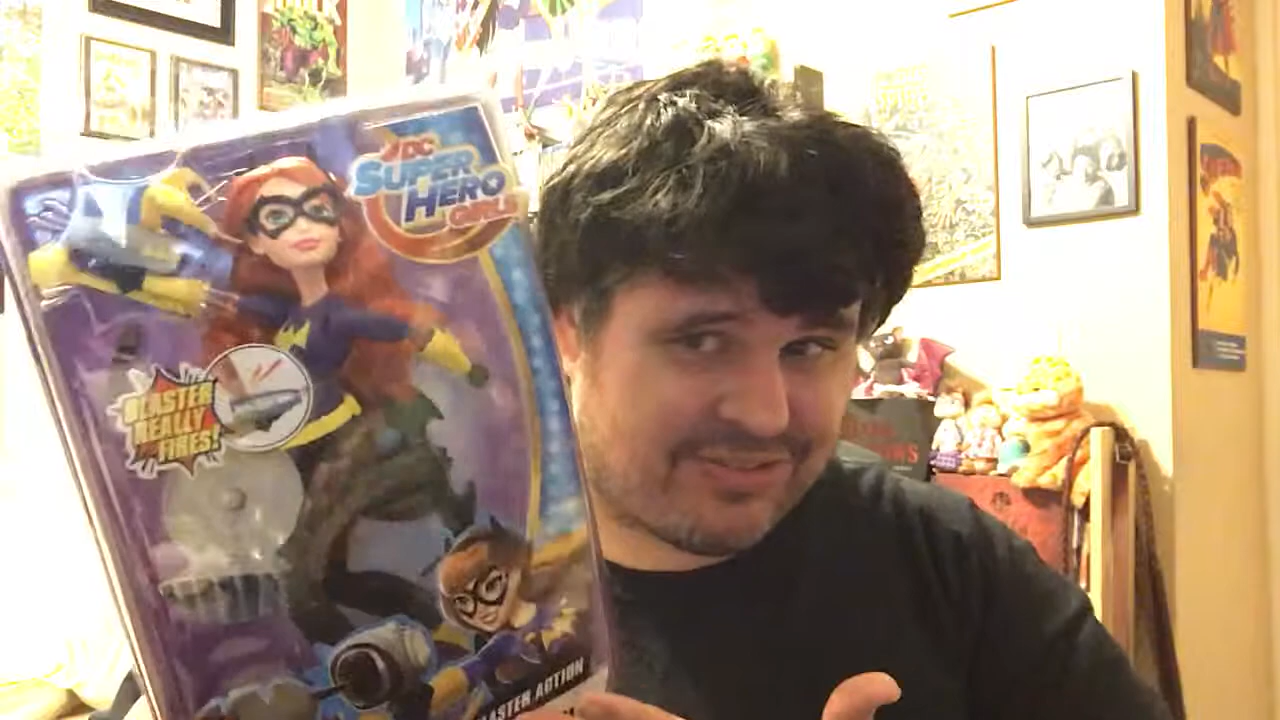 DC
SUPER
HERO
GIRLS
BLASTER
REALLY
FIRES!
BLASTER ACTION